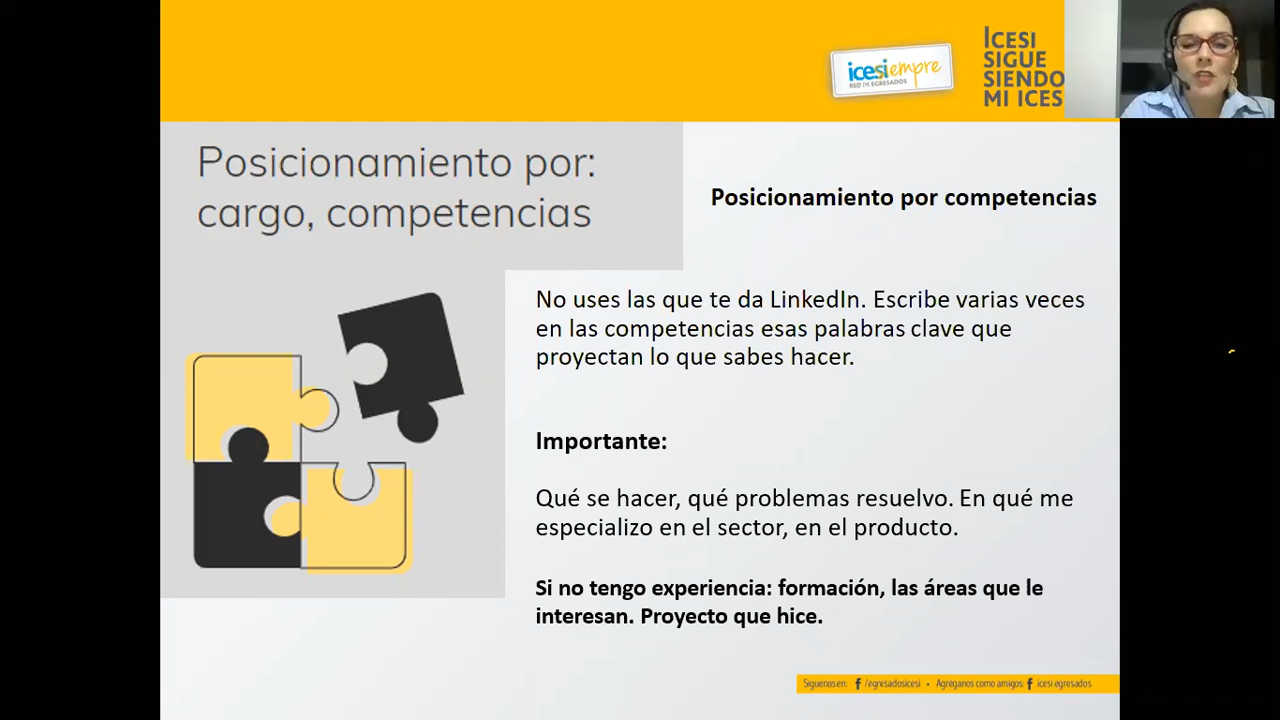 icesiempre
RED DE EGRESADOS
ICESI
SIGUE
SIENDO
MI ICES
Posicionamiento por:
cargo, competencias
Posicionamiento por competencias
No uses las que te da LinkedIn. Escribe varias veces
en las competencias esas palabras clave que
proyectan lo que sabes hacer.
Importante:
Qué se hacer, qué problemas resuelvo. En qué me
especializo en el sector, en el producto.
Si no tengo experiencia: formación, las áreas que le
interesan. Proyecto que hice.
Síguenos en: f /egresadosicesi • Agréganos como amigos: f icesi egresados